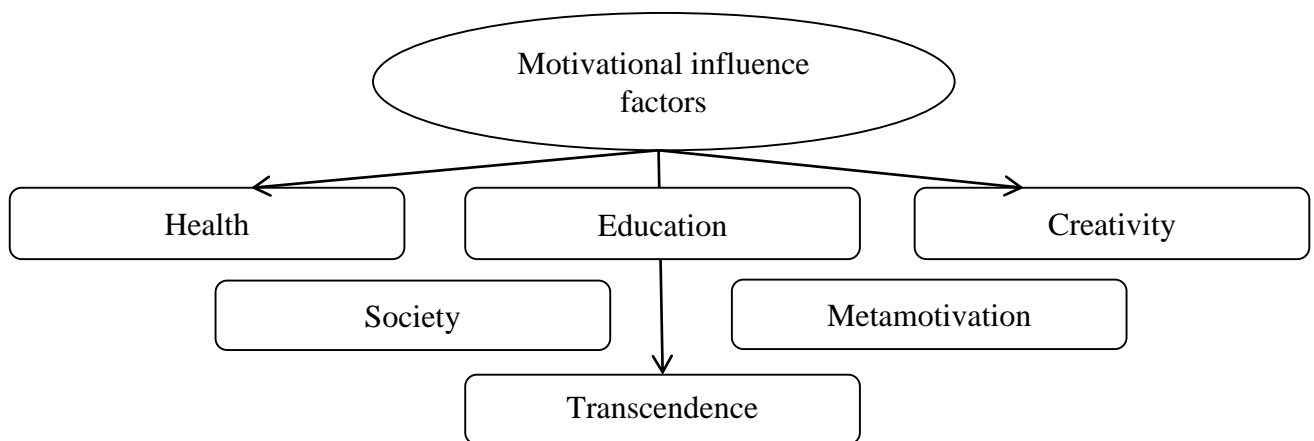 Motivational influence
factors
Health
Education
Creativity
Society
Metamotivation
Transcendence